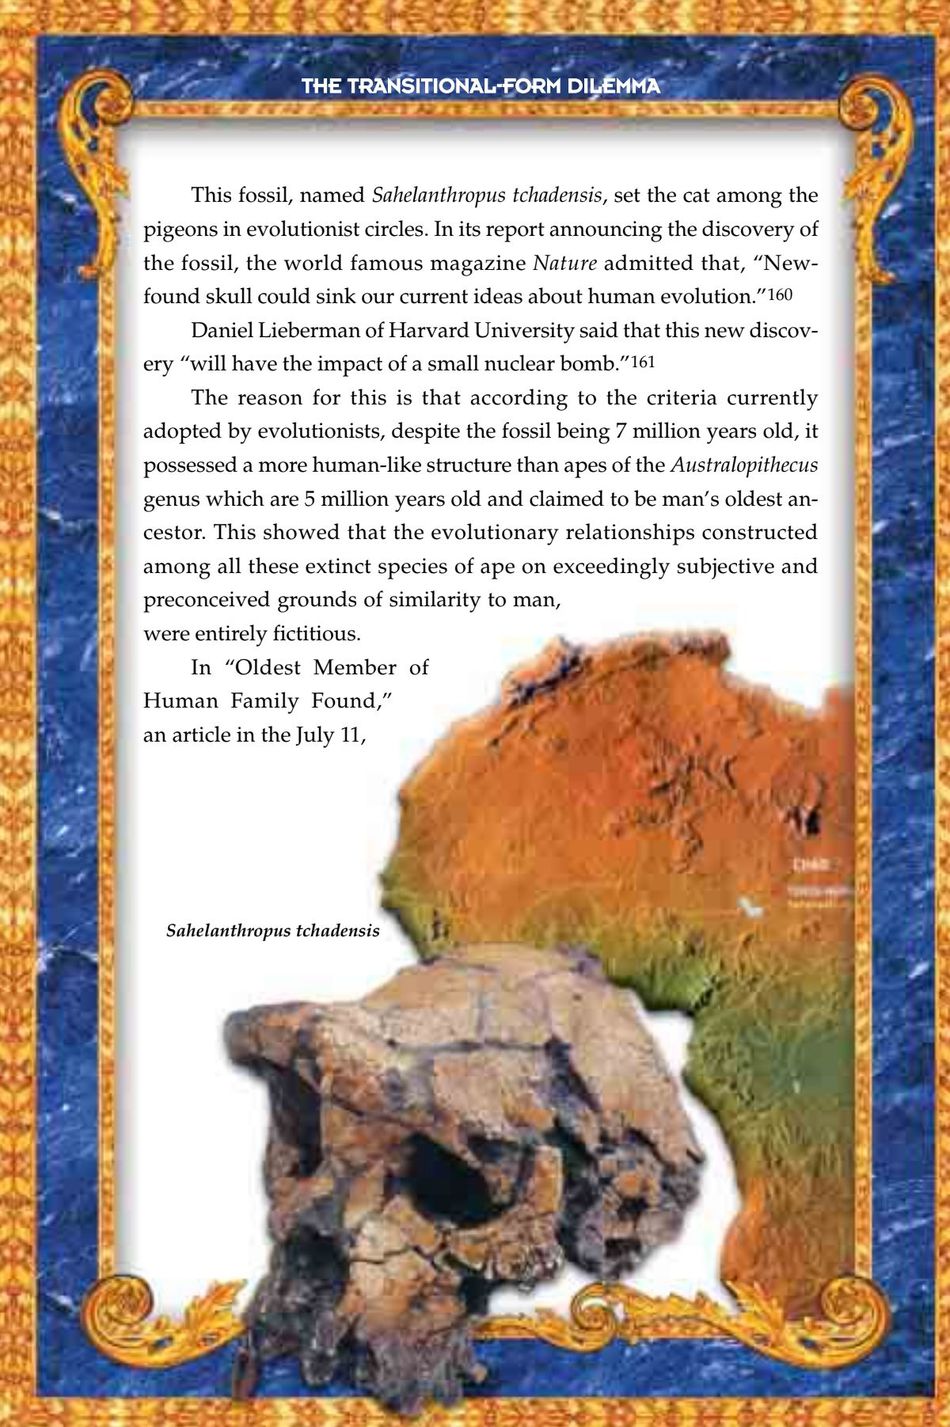 THE TRANSITIONAL-FORM DILEMMA
This fossil, named Sahelanthropus tchadensis, set the cat among the
pigeons in evolutionist circles. In its report announcing the discovery of
the fossil, the world famous magazine Nature admitted that, “New-
found skull could sink our current ideas about human evolution.”160
Daniel Lieberman of Harvard University said that this new discov-
ery “will have the impact of a small nuclear bomb.”161
The reason for this is that according to the criteria currently
adopted by evolutionists, despite the fossil being 7 million years old, it
possessed a more human-like structure than apes of the Australopithecus
genus which are 5 million years old and claimed to be man’s oldest an-
cestor. This showed that the evolutionary relationships constructed
among all these extinct species of ape on exceedingly subjective and
preconceived grounds of similarity to man,
were entirely fictitious.
In “Oldest Member of
Human Family Found,”
an article in the July 11,
CHAD
Sahelanthropus tchadensis